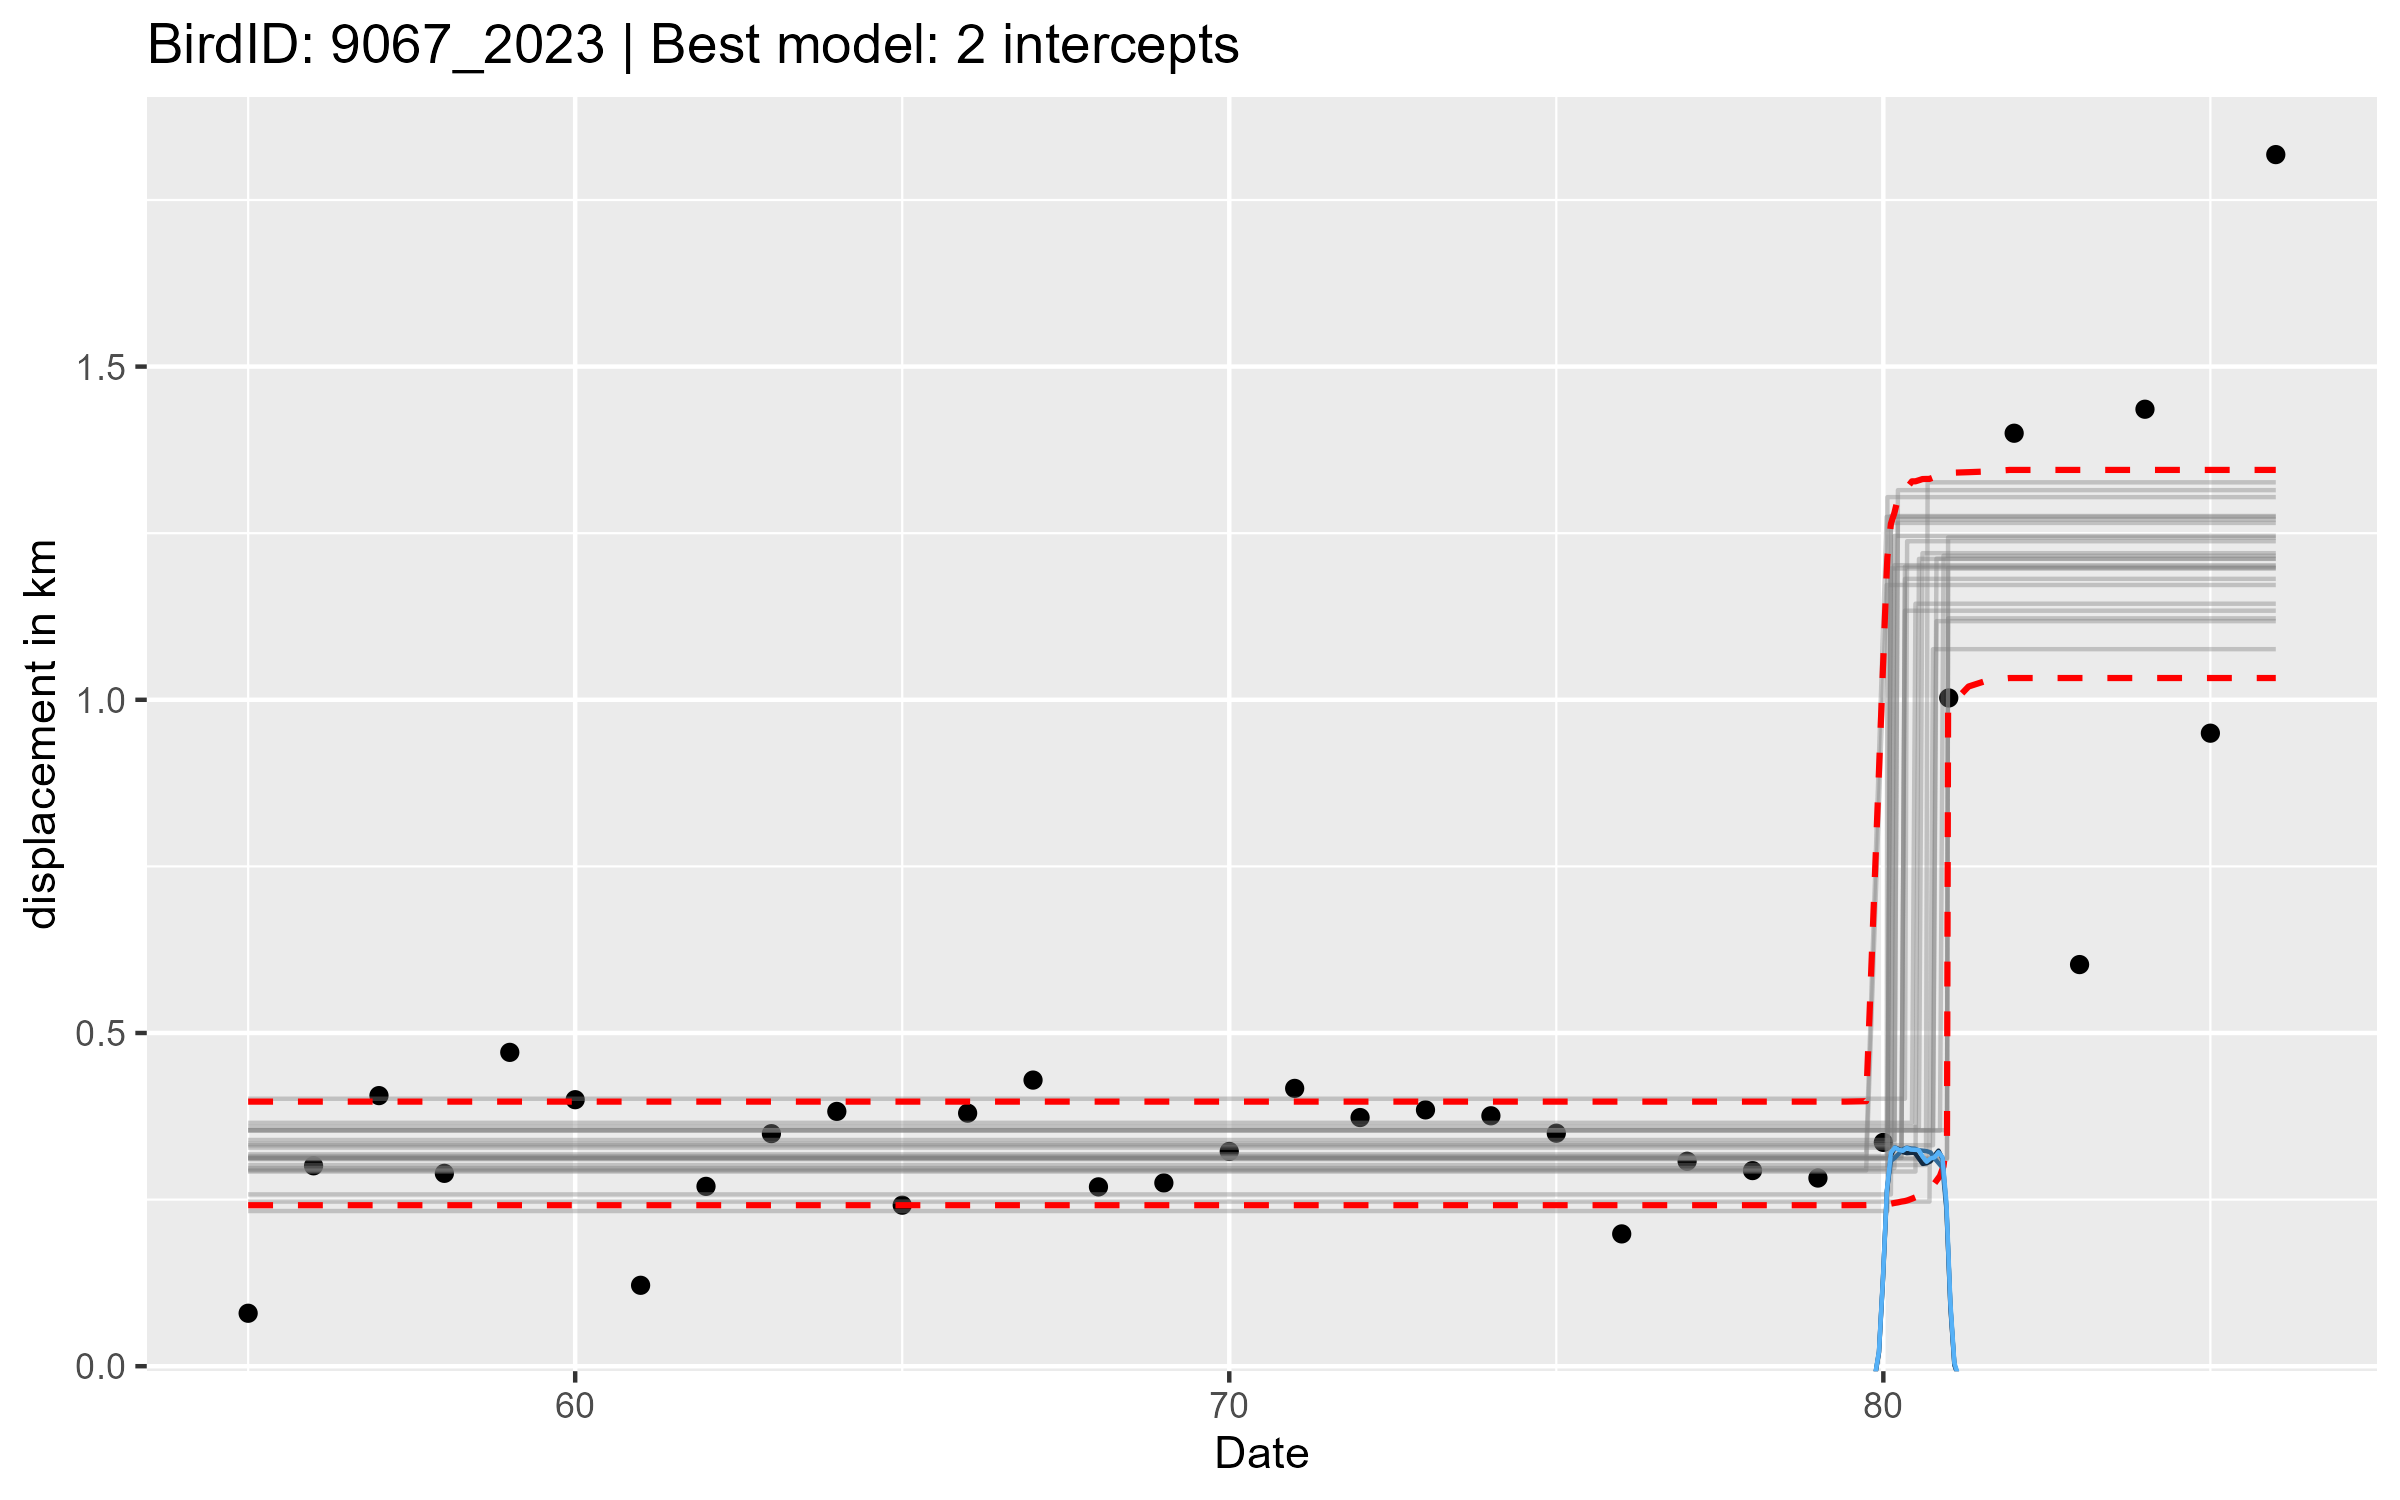 BirdID: 9067_2023 | Best model: 2 intercepts
displacement in km
1.5
1.0
0.5
0.0
60
70
80
Date